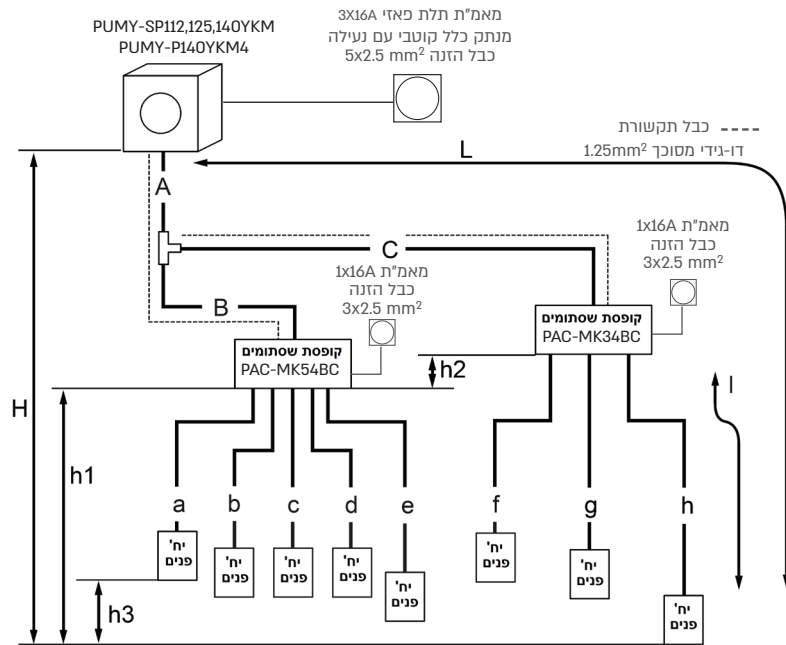 PUMY-SP112,125,140YKM
PUMY-P140YKM4
מאמ"ת תלת פאזי 3X16A
מנתק כלל קוטבי עם נעילה
כבל הזנה 5x2.5 mm²
כבל תקשורת
דו-גידי מסוכך 1.25mm²
L
A
C
B
מאמ"ת 1x16A
כבל הזנה
3x2.5 mm²
מאמ"ת 1x16A
כבל הזנה
3x2.5 mm²
קופסת שסתומים
PAC-MK54BC
קופסת שסתומים
PAC-MK34BC
h2
H
h1
l
a
b
c
d
e
f
g
h
יח'
פנים
יח'
פנים
יח'
פנים
יח'
פנים
יח'
פנים
יח'
פנים
יח'
פנים
יח'
פנים
h3